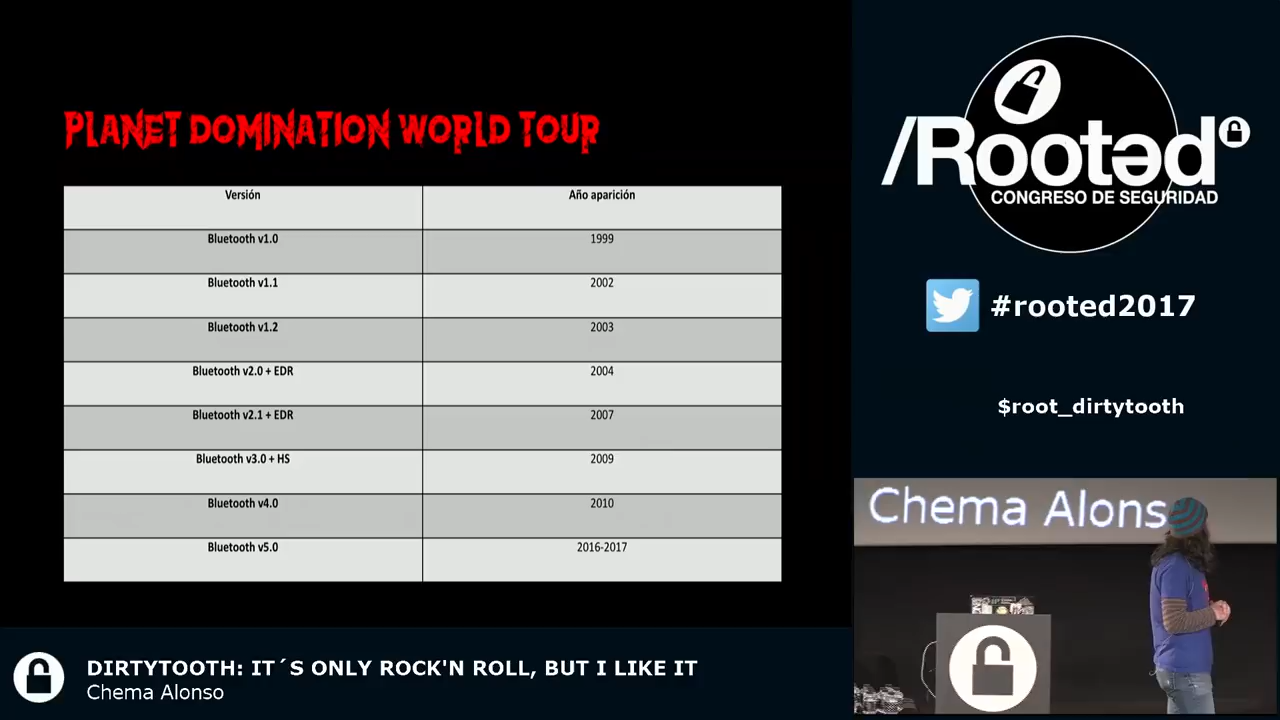 PLANET DOMINATION WORLD TOUR
Versión Año aparición
Bluetooth v1.0 1999
Bluetooth v1.1 2002
Bluetooth v1.2 2003
Bluetooth v2.0 + EDR 2004
Bluetooth v2.1 + EDR 2007
Bluetooth v3.0 + HS 2009
Bluetooth v4.0 2010
Bluetooth v5.0 2016-2017
/Rootəd
CONGRESO DE SEGURIDAD
#rooted2017
$root_dirtytooth
Chema Alons
DIRTYTOOTH: IT´S ONLY ROCK'N ROLL, BUT I LIKE IT
Chema Alonso